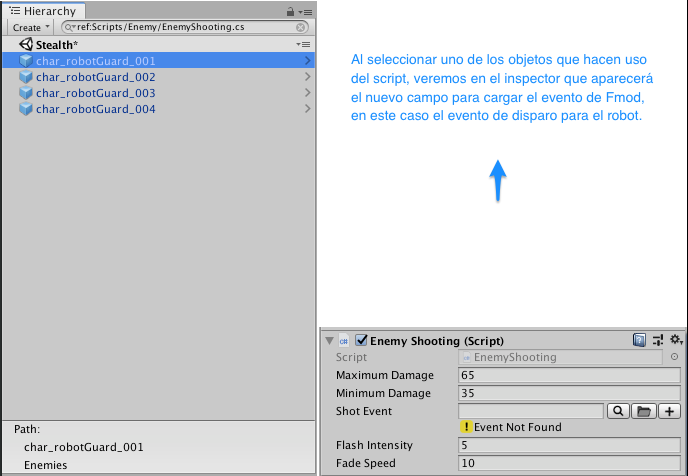 Hierarchy
Create
ref:Scripts/Enemy/EnemyShooting.cs
Stealth*
char_robotGuard_001
char_robotGuard_002
char_robotGuard_003
char_robotGuard_004
Path:
char_robotGuard_001
Enemies
Al seleccionar uno de los objetos que hacen uso
del script, veremos en el inspector que aparecerá
el nuevo campo para cargar el evento de Fmod,
en este caso el evento de disparo para el robot.
C# Enemy Shooting (Script)
Script C# EnemyShooting
Maximum Damage 65
Minimum Damage 35
Shot Event
! Event Not Found
Flash Intensity 5
Fade Speed 10